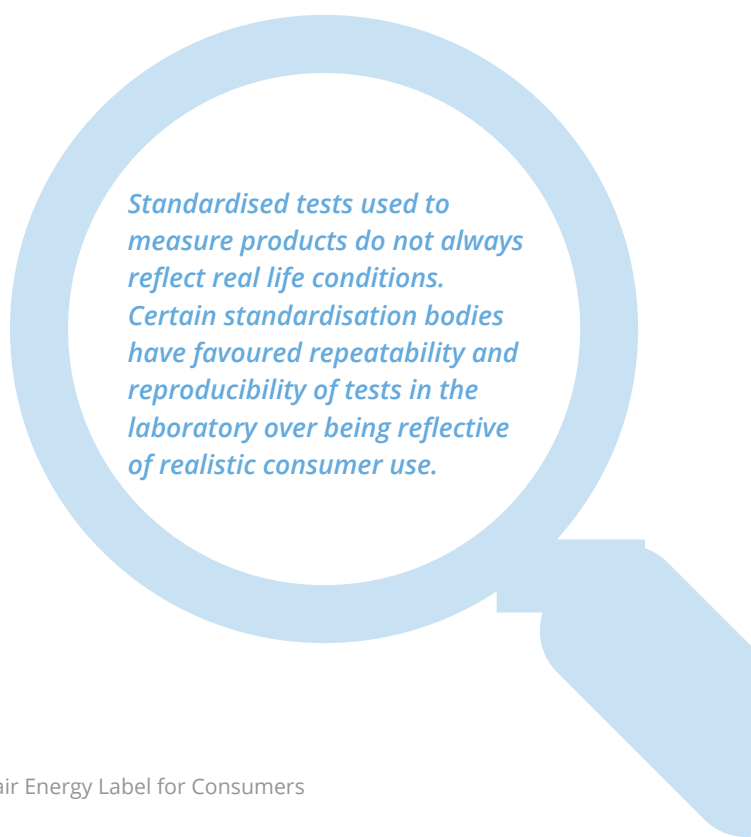 Standardised tests used to
measure products do not always
reflect real life conditions.
Certain standardisation bodies
have favoured repeatability and
reproducibility of tests in the
laboratory over being reflective
of realistic consumer use.
Energy Label for Consumers